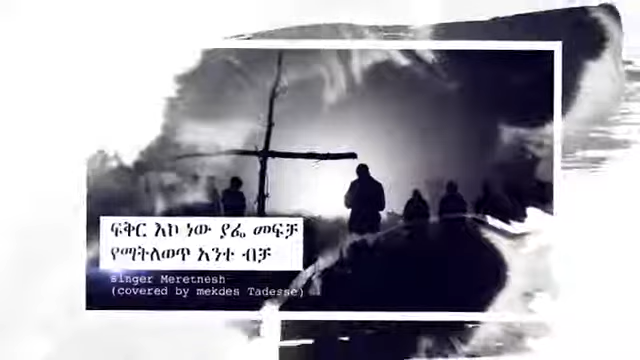 ፍቅር እኮ ነው ያፌ መፍቻ
የማትለወጥ አንተ ብቻ
singer Meretnesh
(covered by mekdes Tadesse)